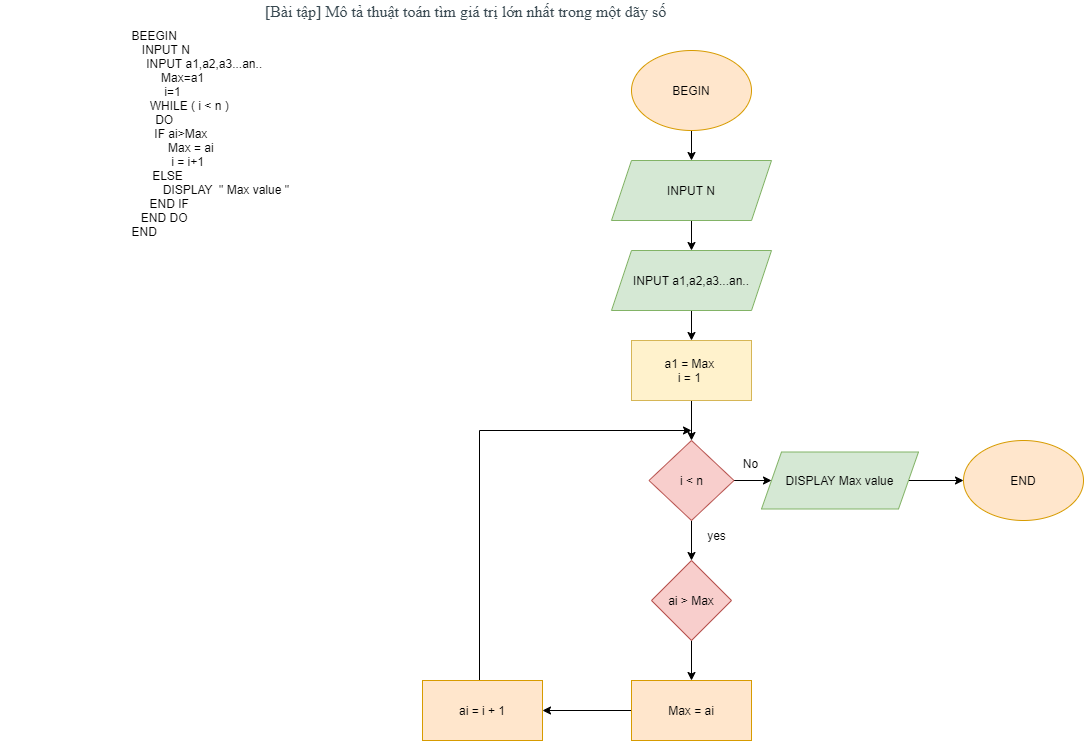 [Bài tập] Mô tả thuật toán tìm giá trị lớn nhất trong một dãy số
BEEGIN
INPUT N
INPUT a1,a2,a3...an..
Max=a1
i=1
WHILE ( i < n )
DO
IF ai>Max
Max = ai
i = i+1
ELSE
DISPLAY " Max value "
END IF
END DO
END
BEGIN
INPUT N
INPUT a1,a2,a3...an..
a1 = Max
i = 1
i < n
No
DISPLAY Max value
END
yes
ai > Max
ai = i + 1
Max = ai